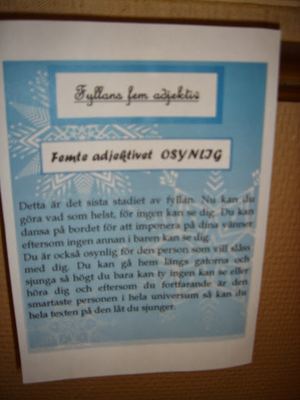 Fyllans fem adjektiv
Femte adjektivet OSYNLIG
Detta är det sista stadiet av fyllan. Nu kan du
göra vad som helst, för ingen kan se dig. Du kan
dansa på bordet för att imponera på dina vänner
eftersom ingen annan i baren kan se dig.
Du är också osynlig för den person som vill slåss
med dig. Du kan gå hem längs gatorna och
sjunga så högt du bara kan ty ingen kan se eller
höra dig och eftersom du fortfarande är den
smartaste personen i hela universum så kan du
hela texten på den låt du sjunger.